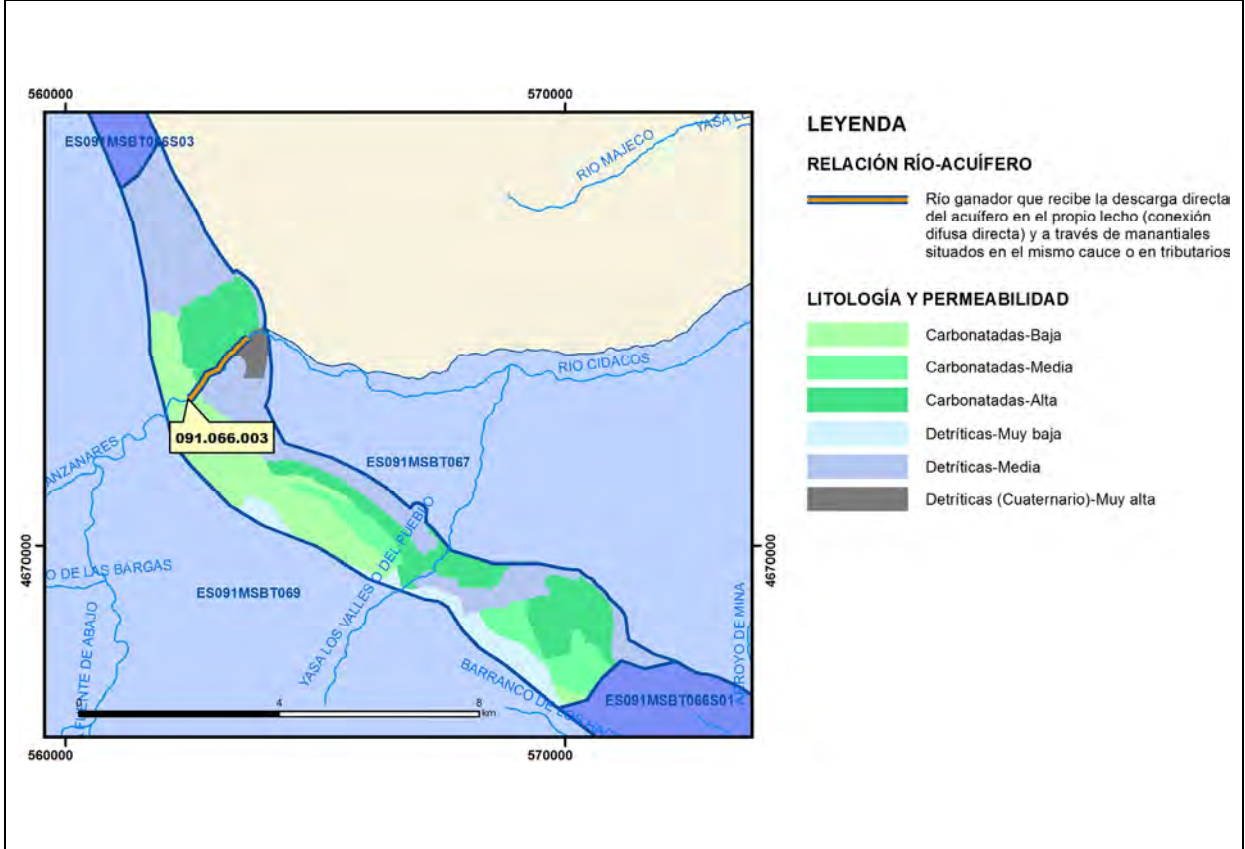 560000
570000
ES091MSBT066S03
RIO MAJECO
YASA
RIO CIDACOS
091.066.003
ES091MSBT067
4670000
4670000
ES091MSBT069
YASA LOS VALLES O DEL PUEBLO
FUENTE DE ABAJO
BARRANCO DE
ES091MSBT066S01
DE MINA
0
4
8
km
560000
570000
LEYENDA
RELACIÓN RÍO-ACUÍFERO
Río ganador que recibe la descarga directa
del acuífero en el propio lecho (conexión
difusa directa) y a través de manantiales
situados en el mismo cauce o en tributarios
LITOLOGÍA Y PERMEABILIDAD
Carbonatadas-Baja
Carbonatadas-Media
Carbonatadas-Alta
Detríticas-Muy baja
Detríticas-Media
Detríticas (Cuaternario)-Muy alta
ANZANARES
O DE LAS BARGAS